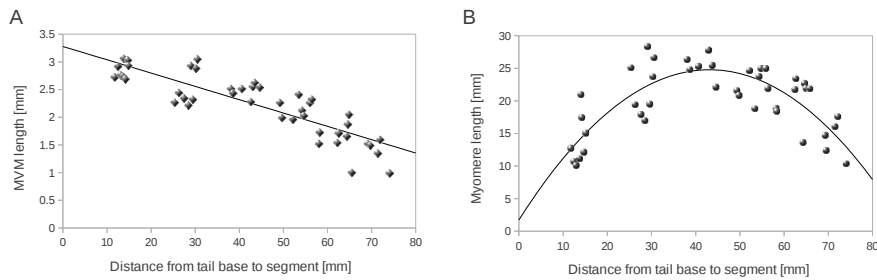 A
MVM length [mm]
3.5
3
2.5
2
1.5
1
0.5
0
0 10 20 30 40 50 60 70 80
Distance from tail base to segment [mm]
B
Myomere length [mm]
30
25
20
15
10
5
0
0 10 20 30 40 50 60 70 80
Distance from tail base to segment [mm]